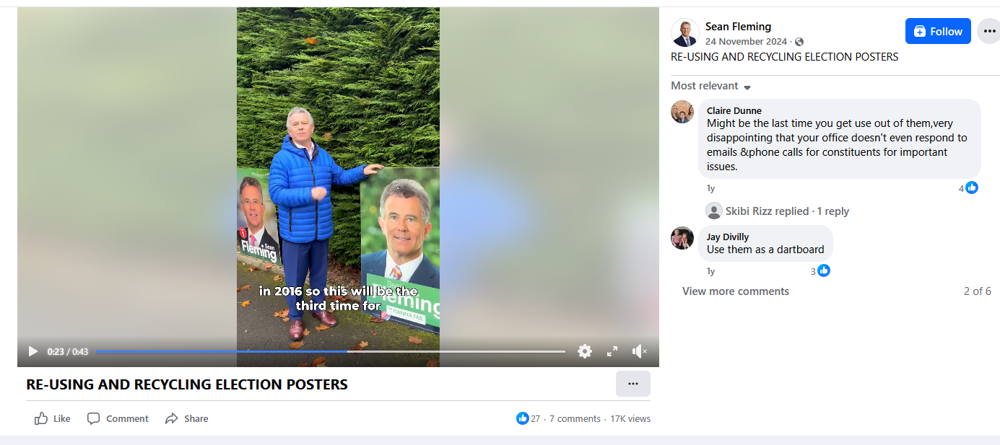 Sean Fleming
24 November 2024 ·
Follow
RE-USING AND RECYCLING ELECTION POSTERS
Most relevant
Claire Dunne
Might be the last time you get use out of them,very
disappointing that your office doesn't even respond to
emails &phone calls for constituents for important
issues.
1y
4
Skibi Rizz replied · 1 reply
Jay Divilly
Use them as a dartboard
1y
3
View more comments
2 of 6
Sean
Fleming
Sean
Fleming
FIANNA FÁIL
in 2016 so this will be the
third time for
0:23 / 0:43
RE-USING AND RECYCLING ELECTION POSTERS
Like
Comment
Share
27 · 7 comments · 17K views